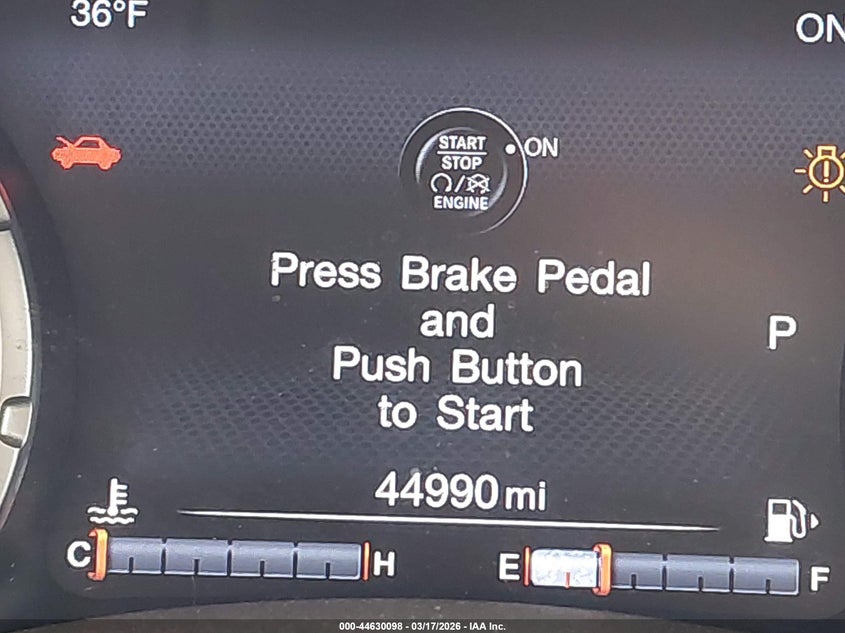 36°F
ON
START
STOP
ENGINE
ON
Press Brake Pedal
and
Push Button
to Start
P
44990 mi
C
H
E
F
000-44630098 - 03/17/2026 - IAA Inc.